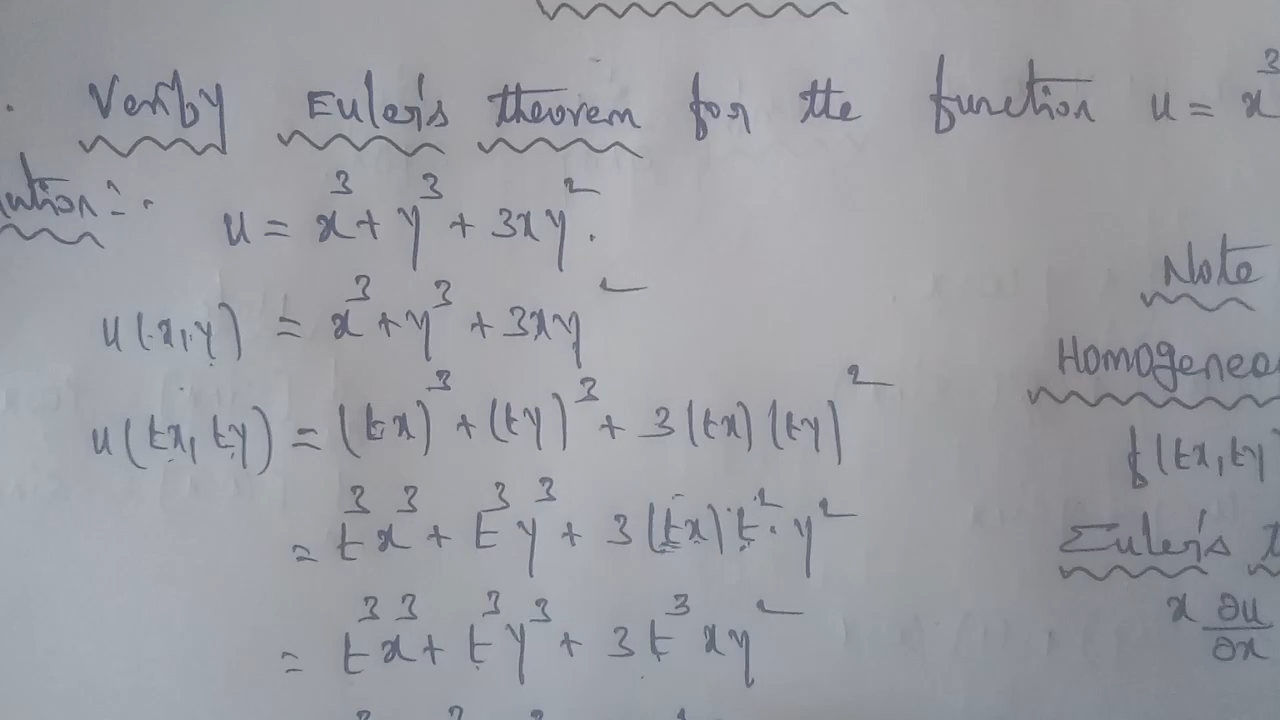 Verify Euler's theorem for the function u = x³
ution:-
u = x³ + y³ + 3xy².
u(x,y) = x³ + y³ + 3xy²
u(tx, ty) = (tx)³ + (ty)³ + 3(tx)(ty)²
= t³x³ + t³y³ + 3(tx)t².y²
= t³x³ + t³y³ + 3t³xy²
Note
Homogeneo
f(tx, ty)
Euler's
x ∂u/∂x